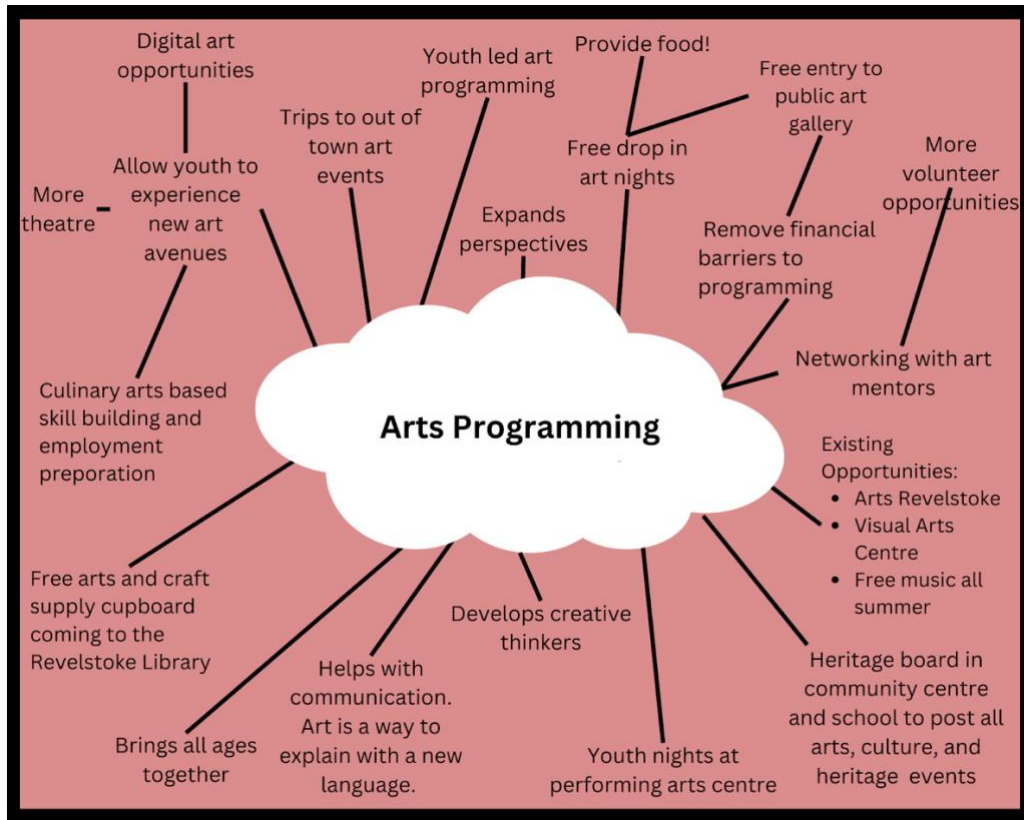 Digital art
opportunities
Youth led art
programming
Provide food!
Free entry to
public art
gallery
Trips to out of
town art
events
Free drop in
art nights
More
volunteer
opportunities
Allow youth to
experience
new art
avenues
More
theatre
Expands
perspectives
Remove financial
barriers to
programming
Networking with art
mentors
Culinary arts based
skill building and
employment
preporation
Arts Programming
Existing
Opportunities:
• Arts Revelstoke
• Visual Arts
Centre
• Free music all
summer
Free arts and craft
supply cupboard
coming to the
Revelstoke Library
Develops creative
thinkers
Helps with
communication.
Art is a way to
explain with a new
language.
Heritage board in
community centre
and school to post all
arts, culture, and
heritage events
Brings all ages
together
Youth nights at
performing arts centre